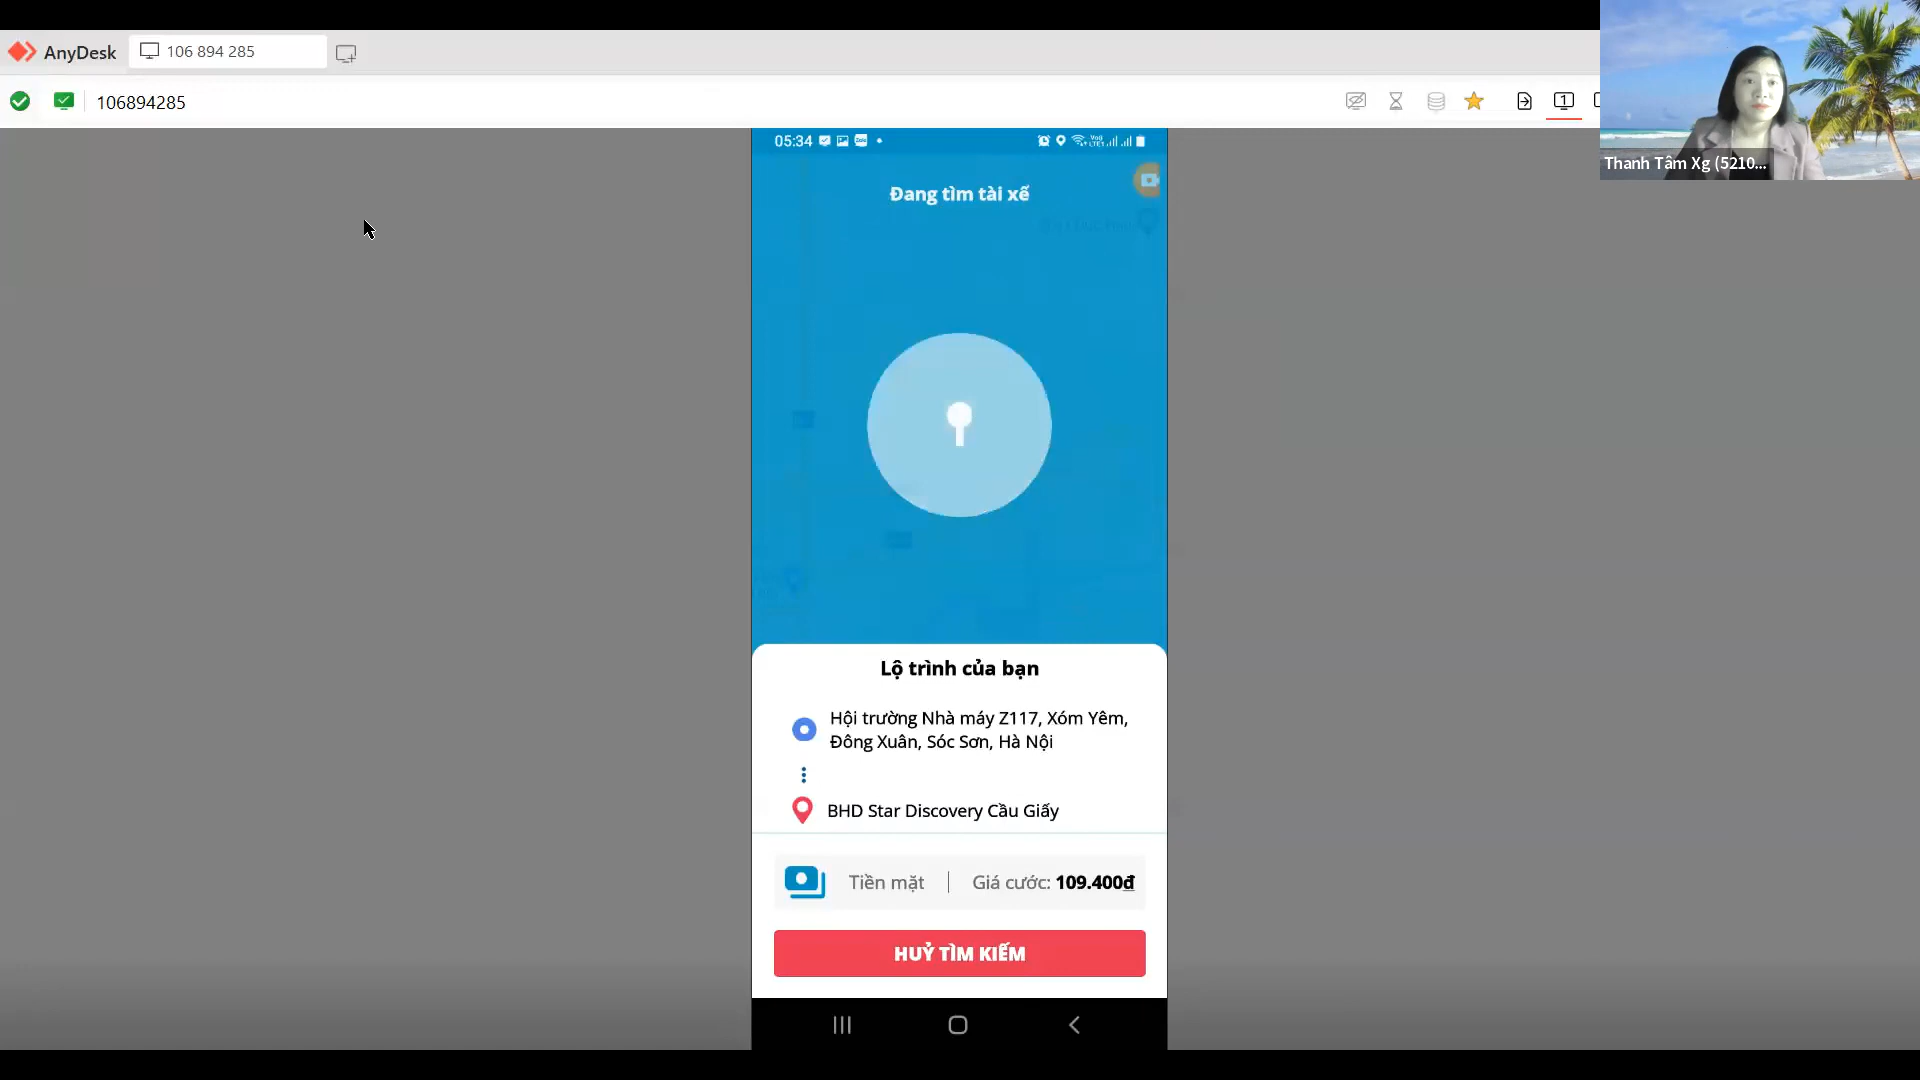 AnyDesk
106 894 285
106894285
1
Thanh Tâm Xg (5210...
05:34
Đang tìm tài xế
Lộ trình của bạn
Hội trường Nhà máy Z117, Xóm Yêm,
Đông Xuân, Sóc Sơn, Hà Nội
BHD Star Discovery Cầu Giấy
Tiền mặt
Giá cước: 109.400đ
HUỶ TÌM KIẾM